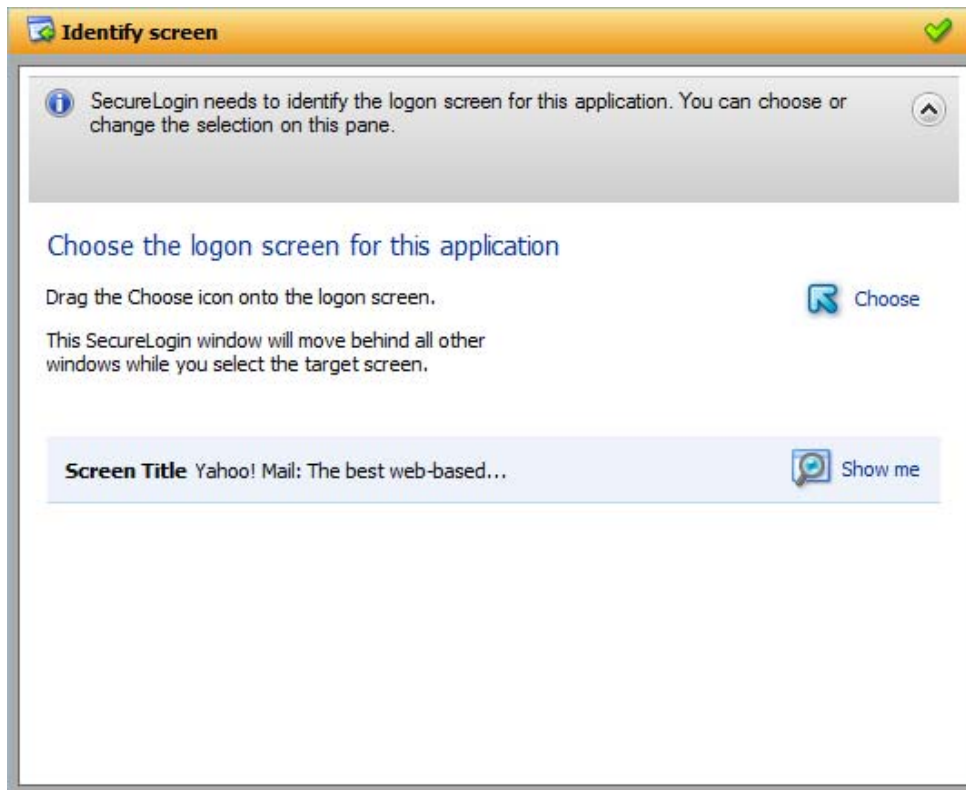 Identify screen
SecureLogin needs to identify the logon screen for this application. You can choose or
change the selection on this pane.
Choose the logon screen for this application
Drag the Choose icon onto the logon screen.
Choose
This SecureLogin window will move behind all other
windows while you select the target screen.
Screen Title Yahoo! Mail: The best web-based...
Show me